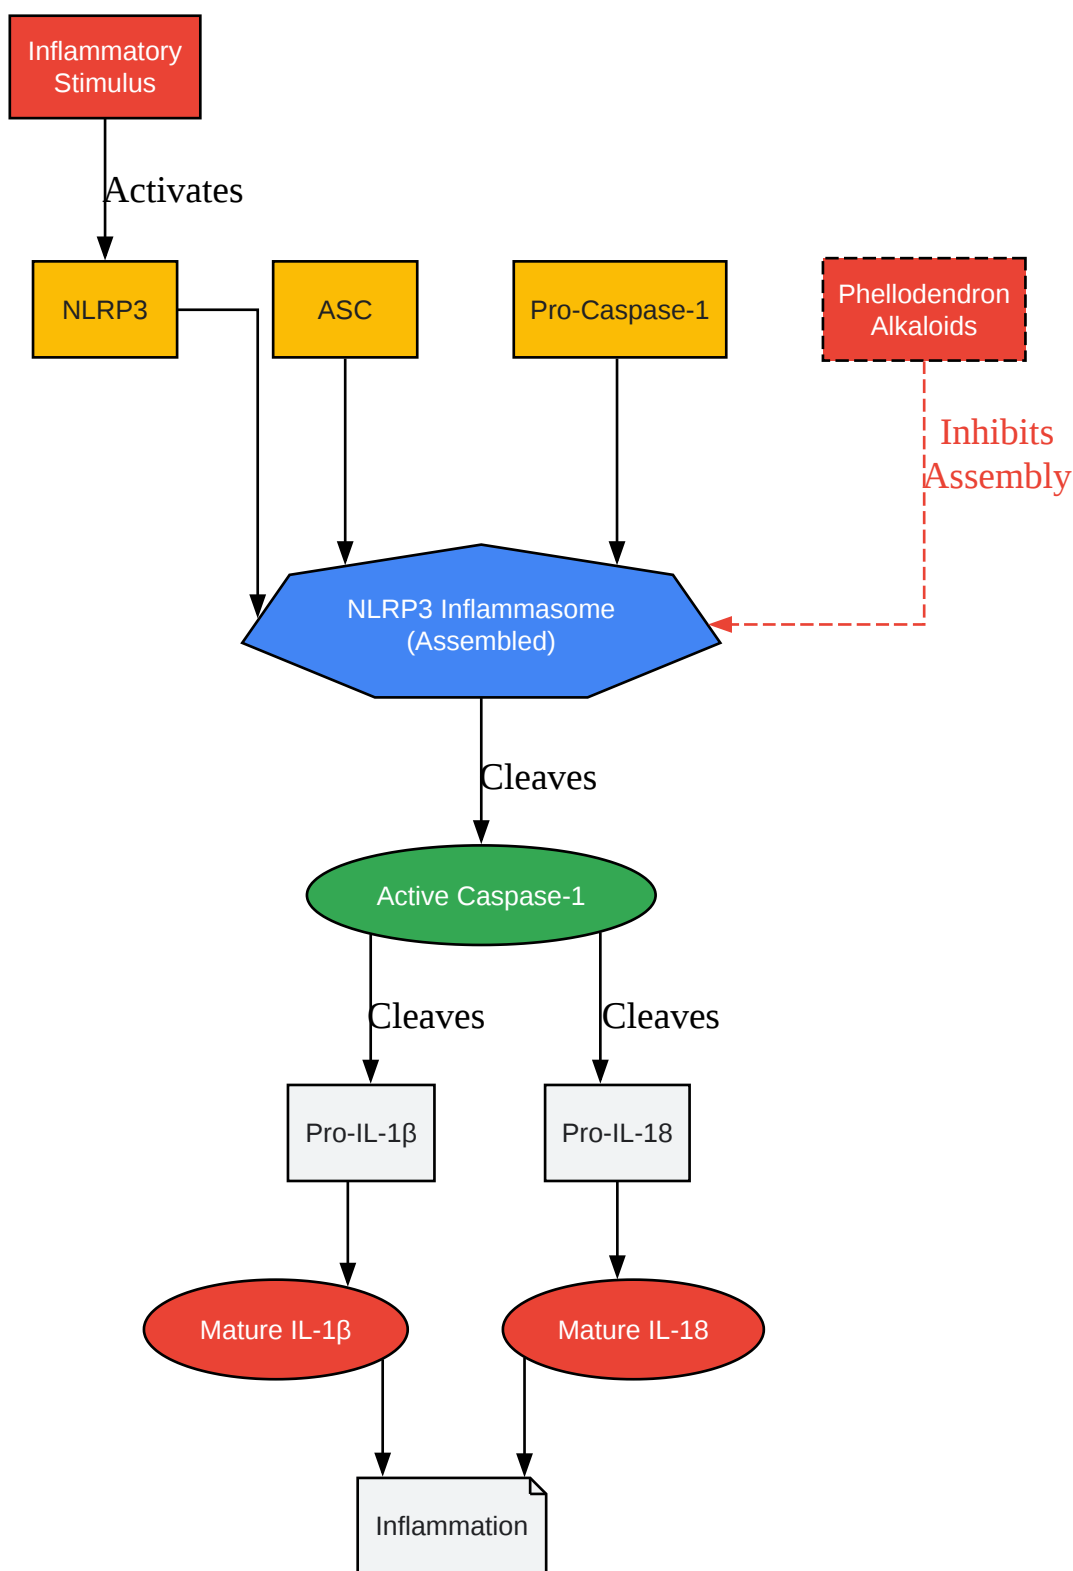 Inflammatory
Stimulus
Activates
NLRP3
ASC
Pro-Caspase-1
Phellodendron
Alkaloids
Inhibits
Assembly
NLRP3 Inflammasome
(Assembled)
Cleaves
Active Caspase-1
Cleaves
Cleaves
Pro-IL-1β
Pro-IL-18
Mature IL-1β
Mature IL-18
Inflammation